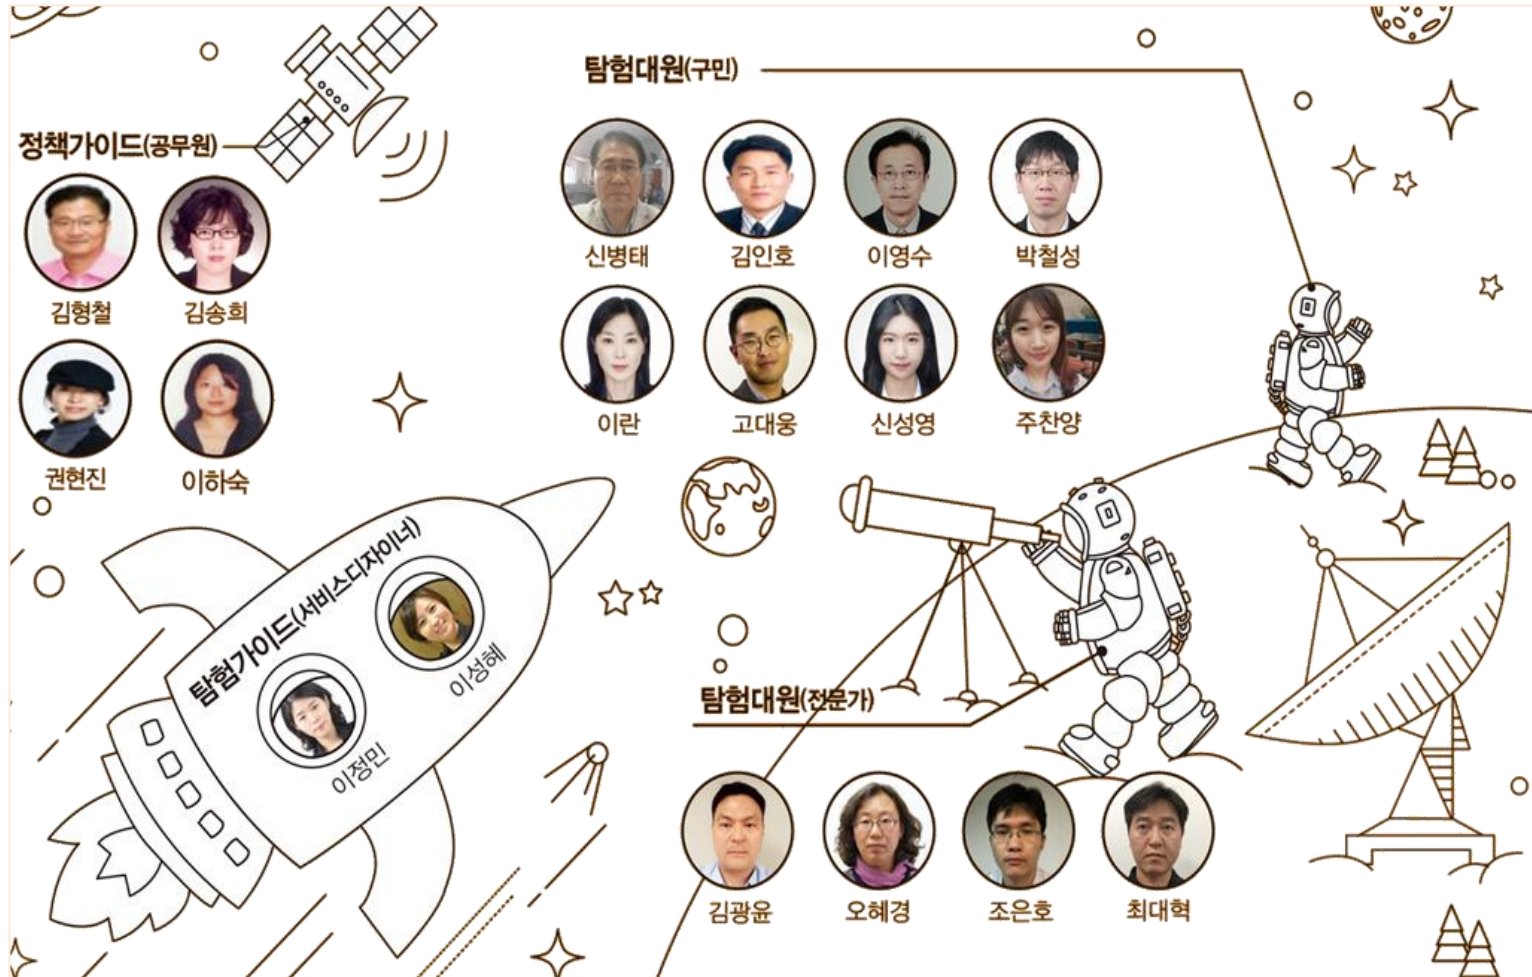 정책가이드(공무원)
김형철 김송희
권현진 이하숙
탐험대원(구민)
신병태 김인호 이영수 박철성
이란 고대웅 신성영 주찬양
탐험가이드(서비스디자이너)
이정민 이성혜
탐험대원(전문가)
김광윤 오혜경 조은호 최대혁